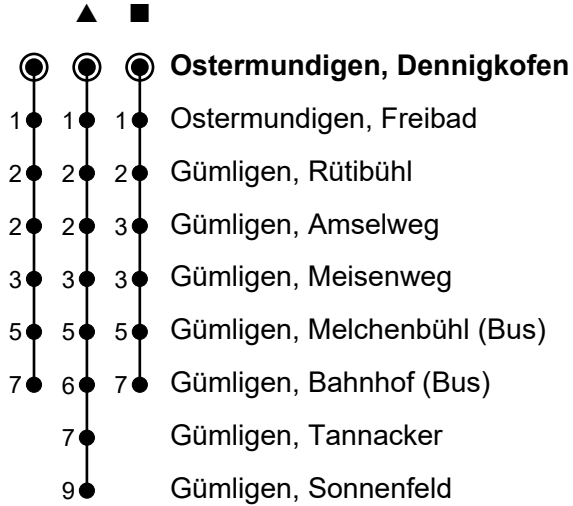 ▲ ■
Ostermundigen, Dennigkofen
1 1 1 Ostermundigen, Freibad
2 2 2 Gümligen, Rütibühl
2 2 3 Gümligen, Amselweg
3 3 3 Gümligen, Meisenweg
5 5 5 Gümligen, Melchenbühl (Bus)
7 6 7 Gümligen, Bahnhof (Bus)
7 Gümligen, Tannacker
9 Gümligen, Sonnenfeld